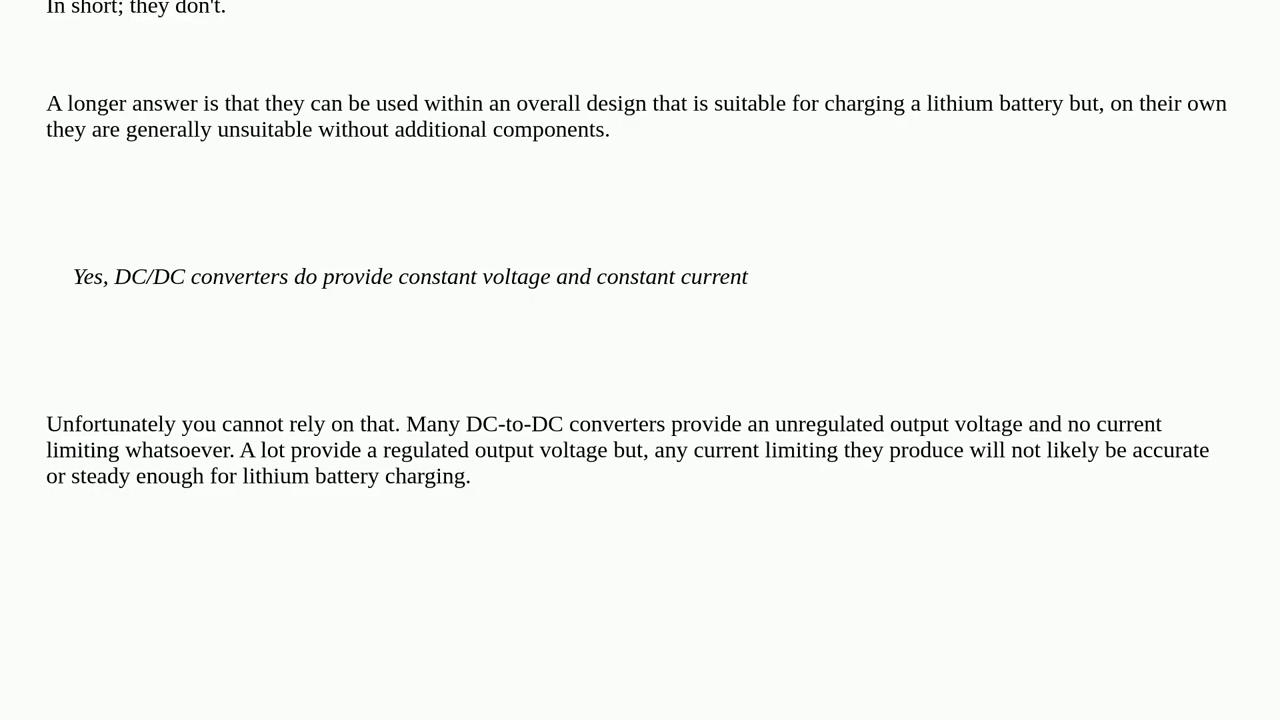 In short; they don't.
A longer answer is that they can be used within an overall design that is suitable for charging a lithium battery but, on their own
they are generally unsuitable without additional components.
Yes, DC/DC converters do provide constant voltage and constant current
Unfortunately you cannot rely on that. Many DC-to-DC converters provide an unregulated output voltage and no current
limiting whatsoever. A lot provide a regulated output voltage but, any current limiting they produce will not likely be accurate
or steady enough for lithium battery charging.